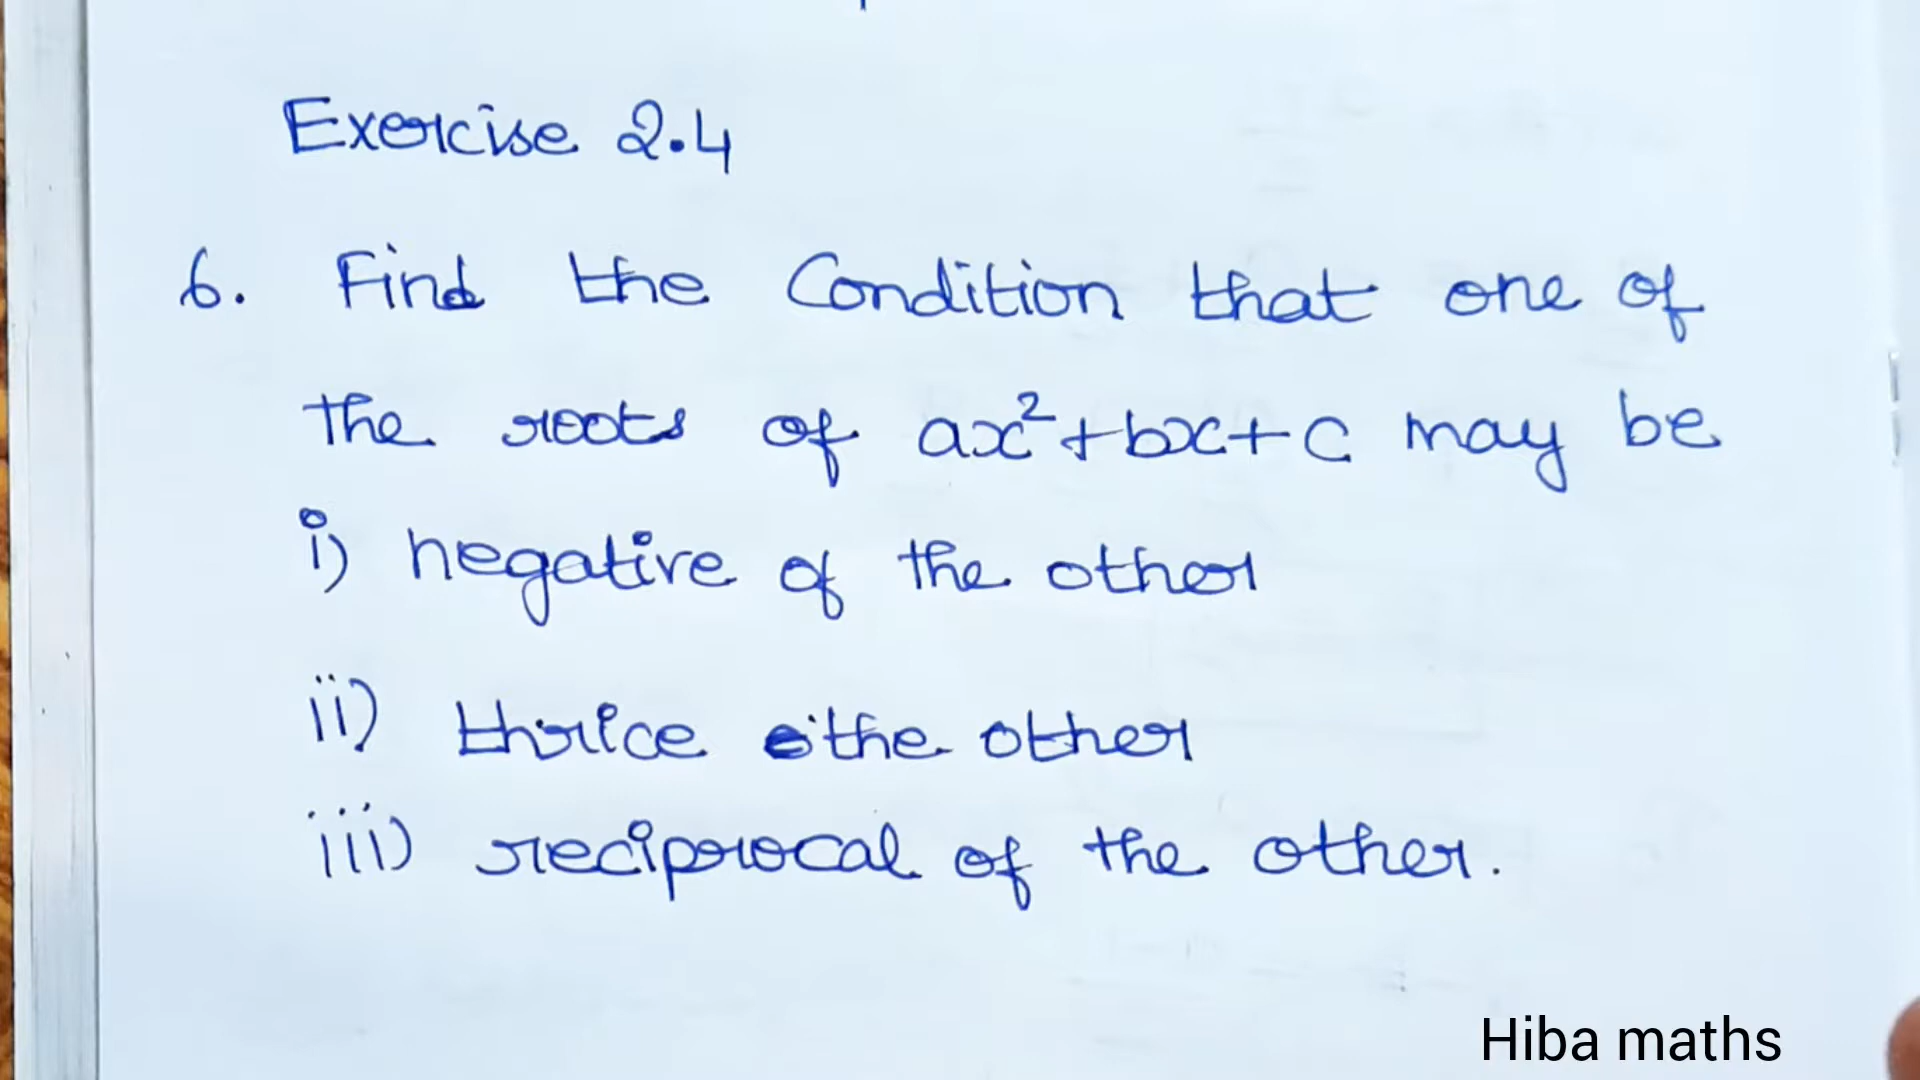 Exercise 2.4
6. Find the Condition that one of
the roots of ax²+bx+c may be
i) negative of the other
ii) thrice the other
iii) reciprocal of the other.
Hiba maths